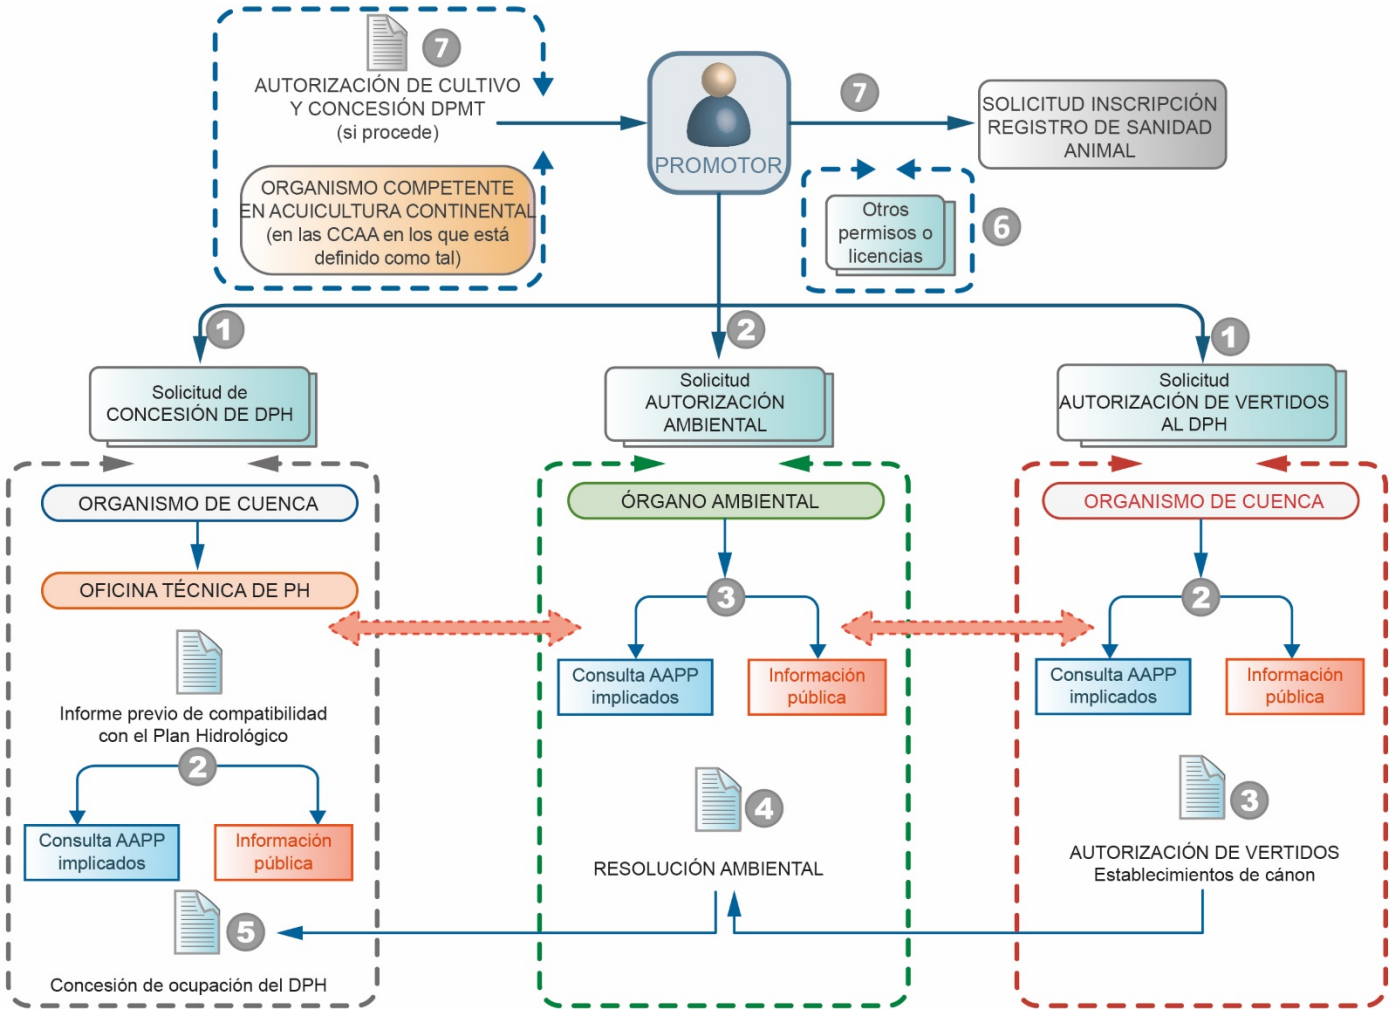 7
AUTORIZACIÓN DE CULTIVO
Y CONCESIÓN DPMT
(si procede)
ORGANISMO COMPETENTE
EN ACUICULTURA CONTINENTAL
(en las CCAA en los que está
definido como tal)
PROMOTOR
7
SOLICITUD INSCRIPCIÓN
REGISTRO DE SANIDAD
ANIMAL
Otros
permisos o
licencias
6
1
2
1
Solicitud de
CONCESIÓN DE DPH
Solicitud
AUTORIZACIÓN
AMBIENTAL
Solicitud
AUTORIZACIÓN DE VERTIDOS
AL DPH
ORGANISMO DE CUENCA
OFICINA TÉCNICA DE PH
Informe previo de compatibilidad
con el Plan Hidrológico
2
Consulta AAPP
implicados
Información
pública
5
Concesión de ocupación del DPH
ÓRGANO AMBIENTAL
3
Consulta AAPP
implicados
Información
pública
4
RESOLUCIÓN AMBIENTAL
ORGANISMO DE CUENCA
2
Consulta AAPP
implicados
Información
pública
3
AUTORIZACIÓN DE VERTIDOS
Establecimientos de cánon